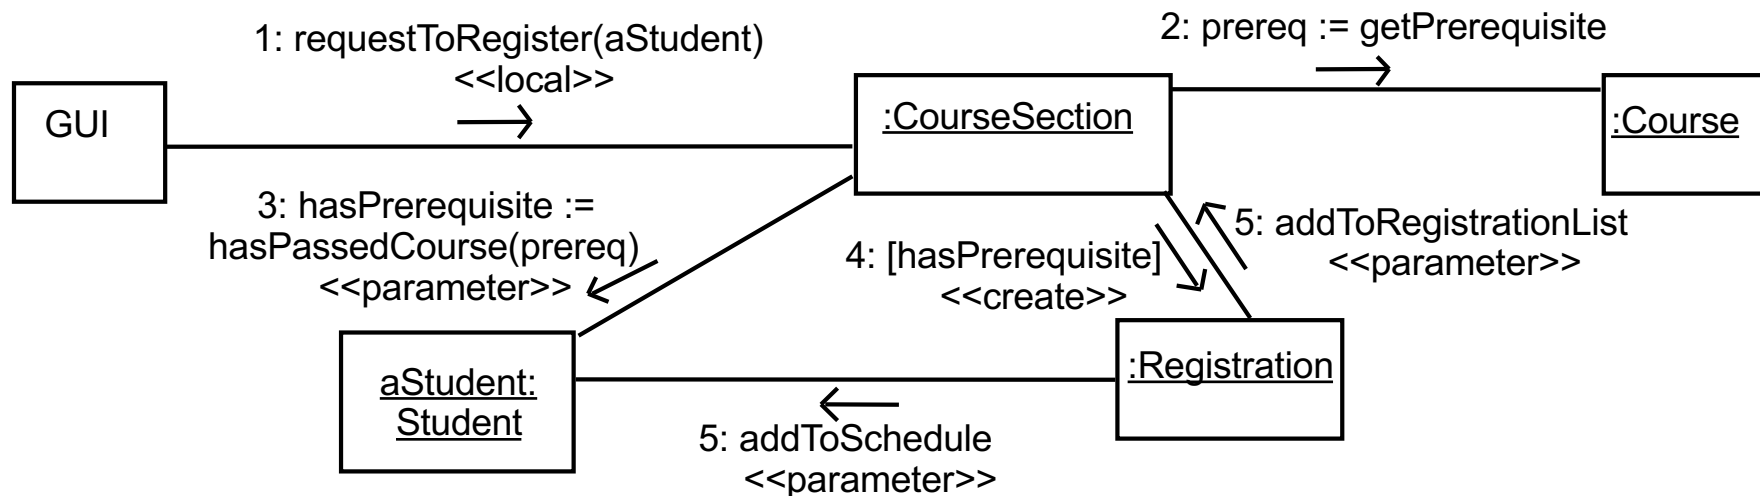 1: requestToRegister(aStudent)
<<local>>
2: prereq := getPrerequisite
GUI
:CourseSection
:Course
3: hasPrerequisite :=
hasPassedCourse(prereq)
<<parameter>>
4: [hasPrerequisite]
<<create>>
5: addToRegistrationList
<<parameter>>
aStudent:
Student
:Registration
5: addToSchedule
<<parameter>>